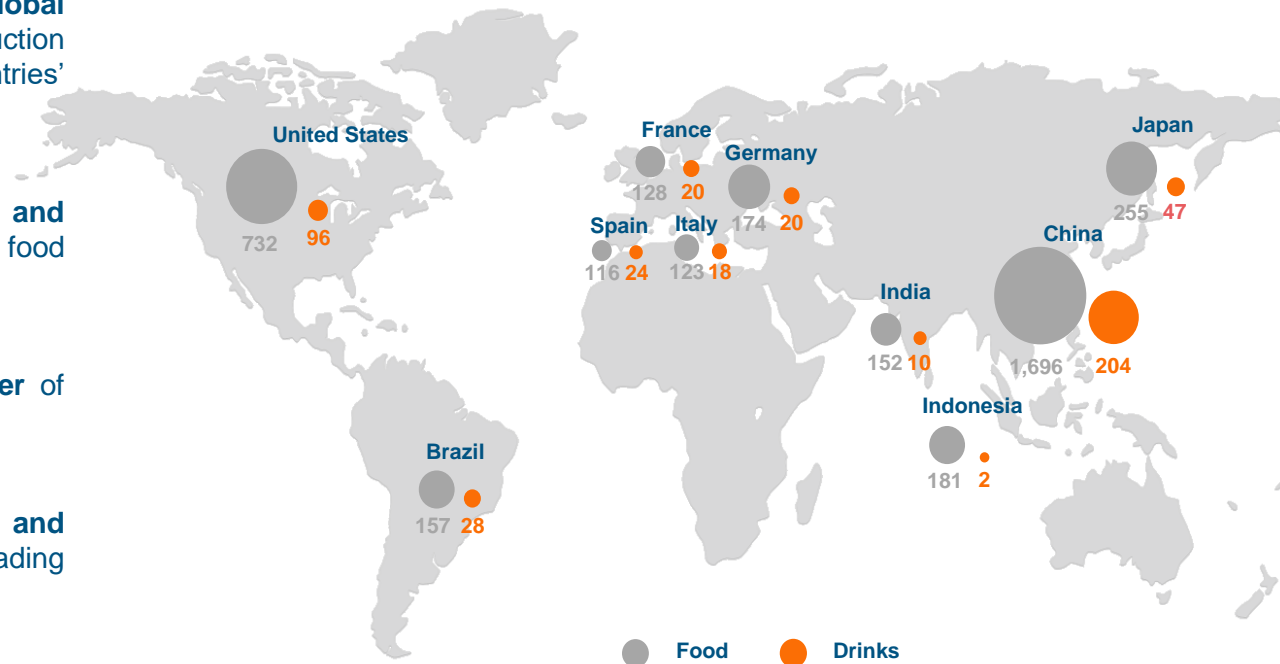 lobal
uction
ntries'
and
food
er of
and
ading
United States
732
96
France
128
20
Germany
174
20
Spain
116
24
Italy
123
18
Japan
255
47
China
1,696
204
India
152
10
Indonesia
181
2
Brazil
157
28
Food
Drinks